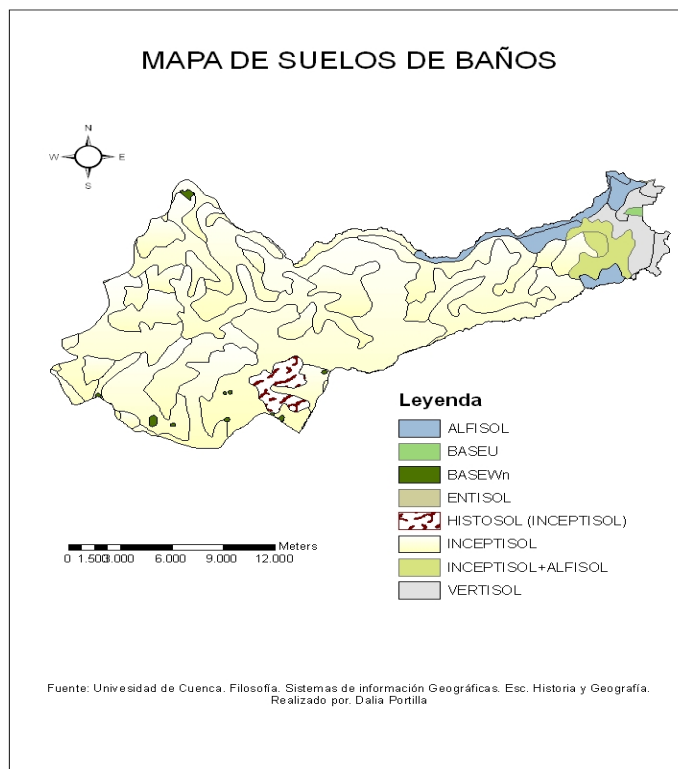 MAPA DE SUELOS DE BAÑOS
N
W E
S
Leyenda
ALFISOL
BASEU
BASEWn
ENTISOL
HISTOSOL (INCEPTISOL)
INCEPTISOL
INCEPTISOL+ALFISOL
VERTISOL
Meters
0 1.500 3.000 6.000 9.000 12.000
Fuente: Univesidad de Cuenca. Filosofía. Sistemas de información Geográficas. Esc. Historia y Geografía.
Realizado por. Dalia Portilla